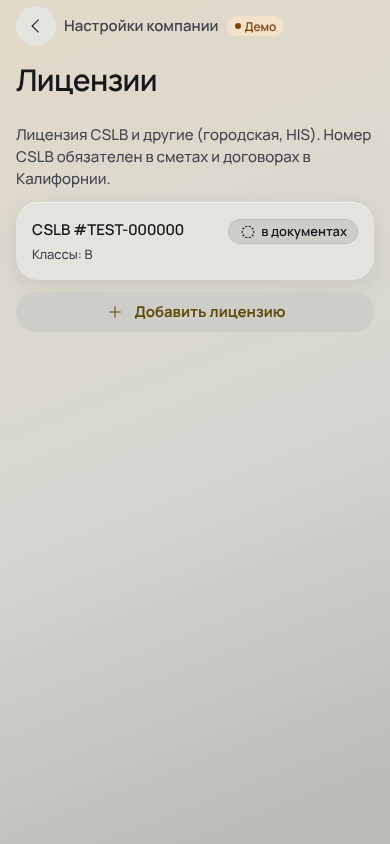 Настройки компании
Демо
Лицензии
Лицензия CSLB и другие (городская, HIS). Номер
CSLB обязателен в сметах и договорах в
Калифорнии.
CSLB #TEST-000000
в документах
Классы: B
Добавить лицензию